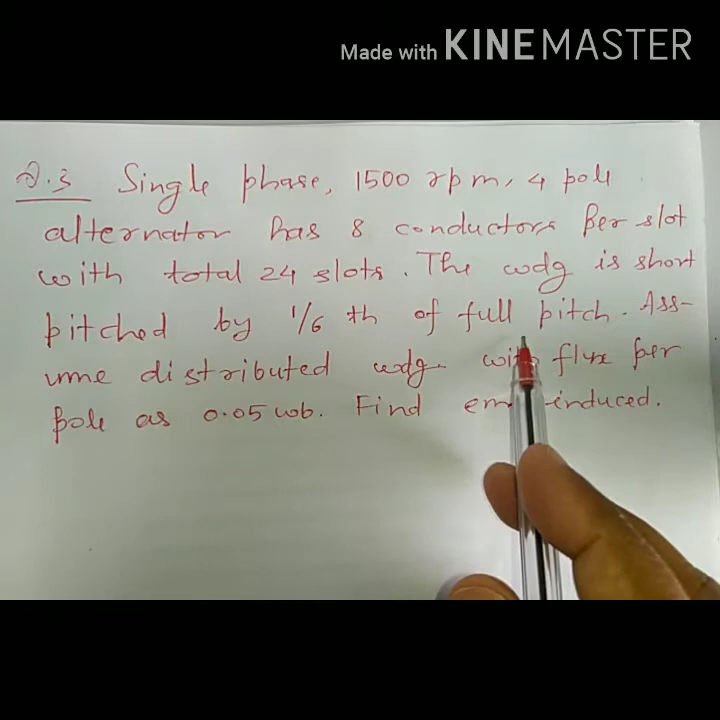 Made with KINEMASTER
Q.3 Single phase, 1500 rpm, 4 pole
alternator has 8 conductors per slot
with total 24 slots. The wdg is short
pitched by 1/6 th of full pitch. Ass-
ume distributed wdg. with flux per
pole as 0.05 wb. Find em induced.